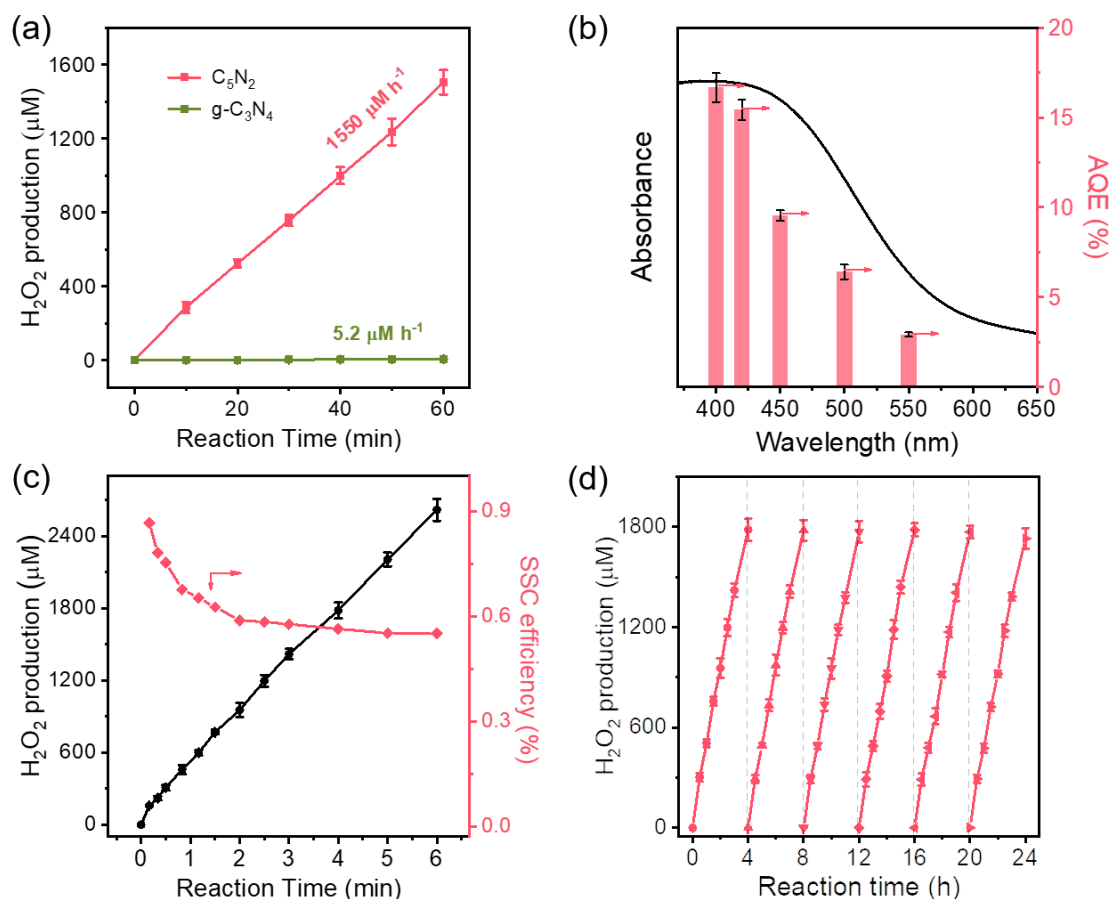 (a)
H₂O₂ production (μM)
1600
1200
800
400
0
C₅N₂
g-C₃N₄
1550 μM h⁻¹
5.2 μM h⁻¹
0 20 40 60
Reaction Time (min)
(b)
Absorbance
20
15
10
5
0
AQE (%)
400 450 500 550 600 650
Wavelength (nm)
(c)
H₂O₂ production (μM)
2400
1800
1200
600
0
0.9
0.6
0.3
0.0
SSC efficiency (%)
0 1 2 3 4 5 6
Reaction Time (min)
(d)
H₂O₂ production (μM)
1800
1200
600
0
0 4 8 12 16 20 24
Reaction time (h)